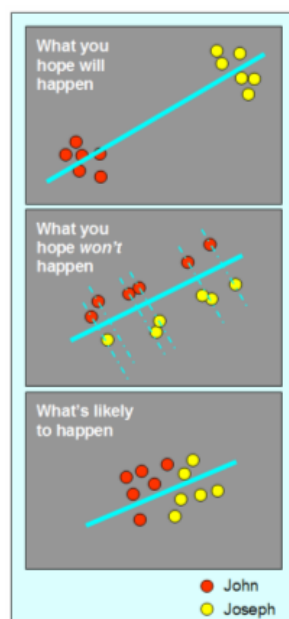 What you
hope will
happen
What you
hope won't
happen
What's likely
to happen
John
Joseph